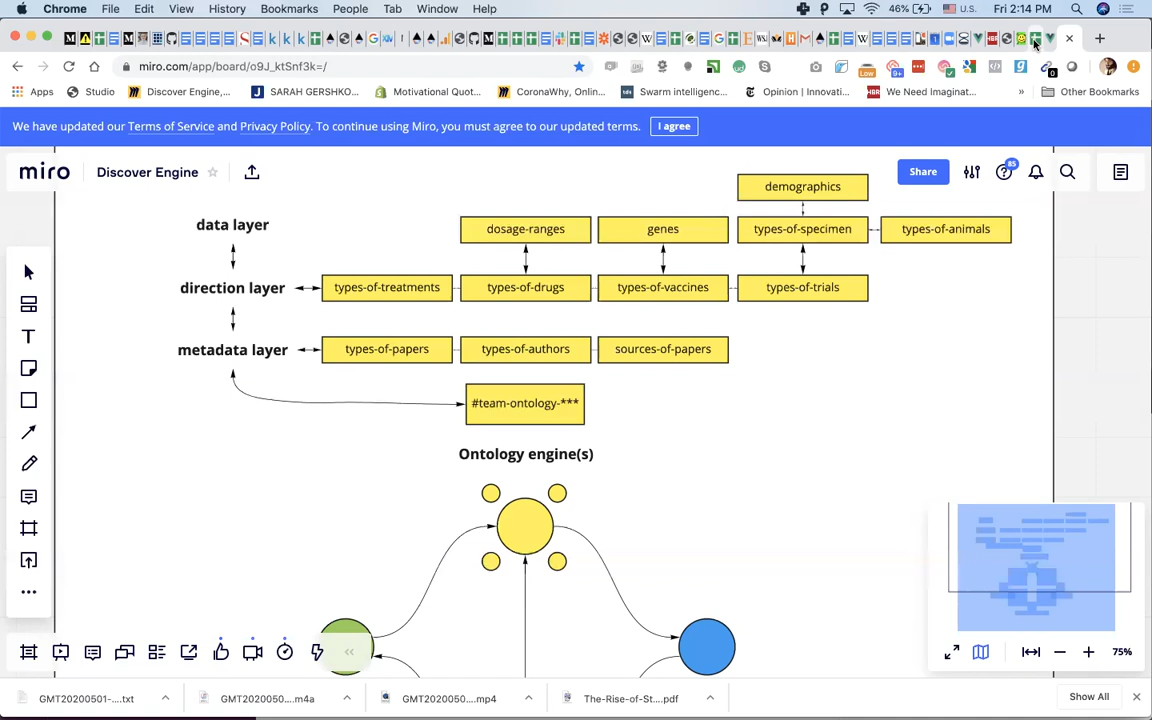 Chrome File Edit View History Bookmarks People Tab Window Help 46% U.S. Fri 2:14 PM
miro.com/app/board/o9J_ktSnf3k=/
Apps Studio Discover Engine,... SARAH GERSHKO... Motivational Quot... CoronaWhy, Onlin... Swarm intelligenc... Opinion | Innovati... We Need Imaginat... » Other Bookmarks
We have updated our Terms of Service and Privacy Policy. To continue using Miro, you must agree to our updated terms. I agree
miro Discover Engine Share 85
demographics
data layer dosage-ranges genes types-of-specimen types-of-animals
direction layer types-of-treatments types-of-drugs types-of-vaccines types-of-trials
metadata layer types-of-papers types-of-authors sources-of-papers
#team-ontology-***
Ontology engine(s)
75%
GMT20200501-....txt GMT2020050....m4a GMT2020050....mp4 The-Rise-of-St....pdf Show All